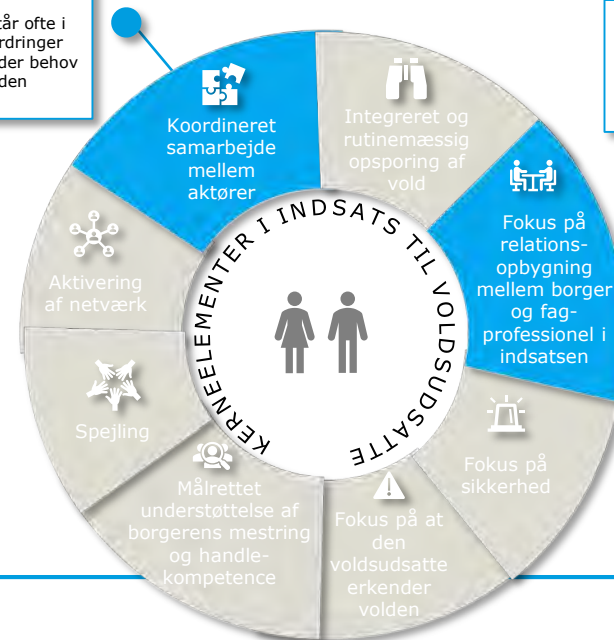 tår ofte i
rdringer
der behov
den
Koordineret
samarbejde
mellem
aktører
Integreret og
rutinemæssig
opsporing af
vold
Fokus på
relations-
opbygning
mellem borger
og fag-
professionel i
indsatsen
Fokus på
sikkerhed
Fokus på at
den
voldsudsatte
erkender
volden
Målrettet
understøttelse af
borgerens mestring
og handle-
kompetence
Spejling
Aktivering
af netværk
KERNEELEMENTER I INDSATS TIL VOLDSUDSATTE